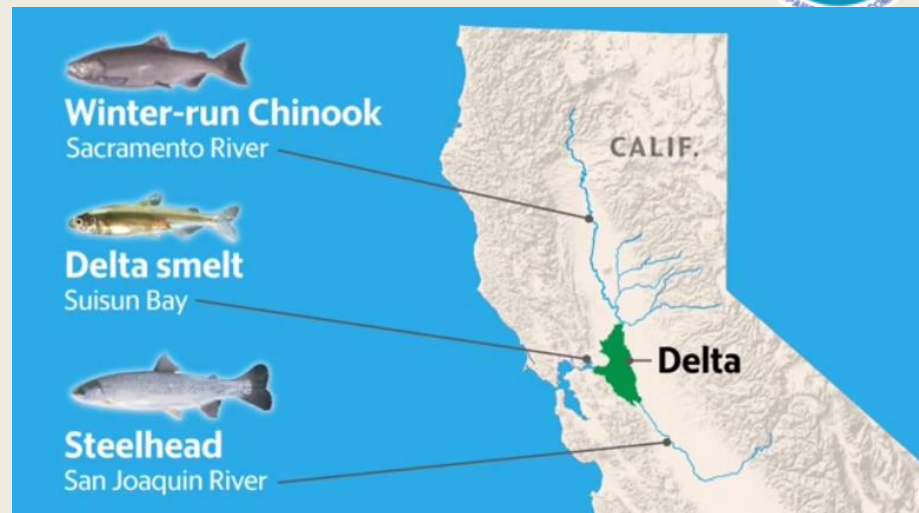 Winter-run Chinook
Sacramento River
CALIF.
Delta smelt
Suisun Bay
Delta
Steelhead
San Joaquin River